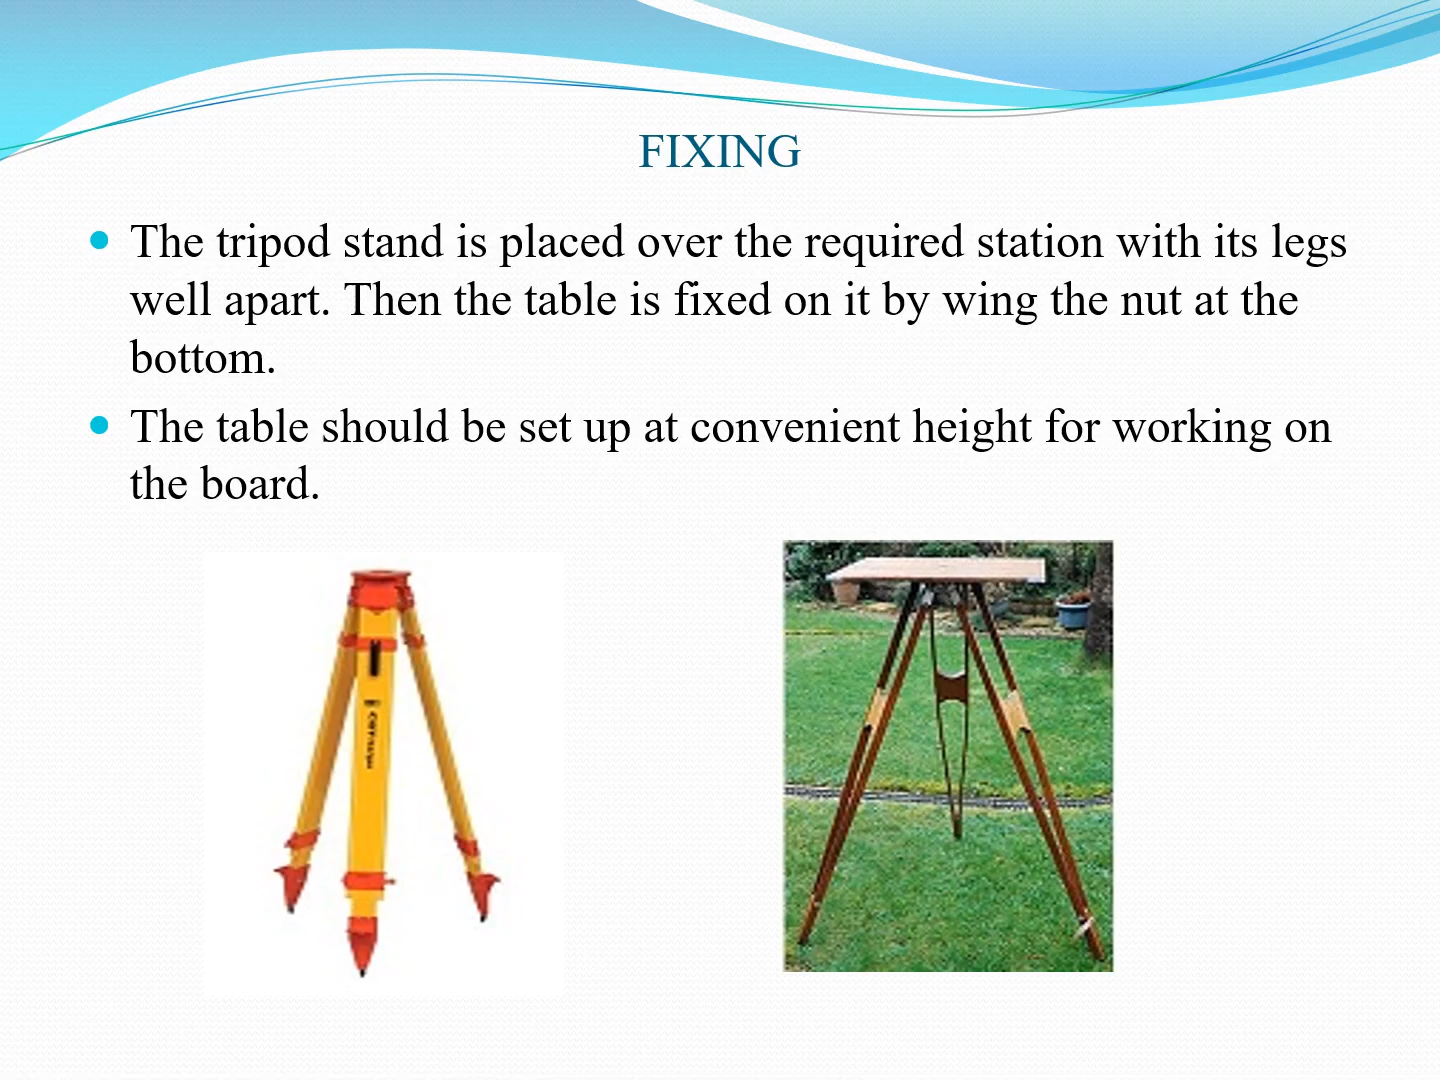 FIXING
The tripod stand is placed over the required station with its legs
well apart. Then the table is fixed on it by wing the nut at the
bottom.
The table should be set up at convenient height for working on
the board.